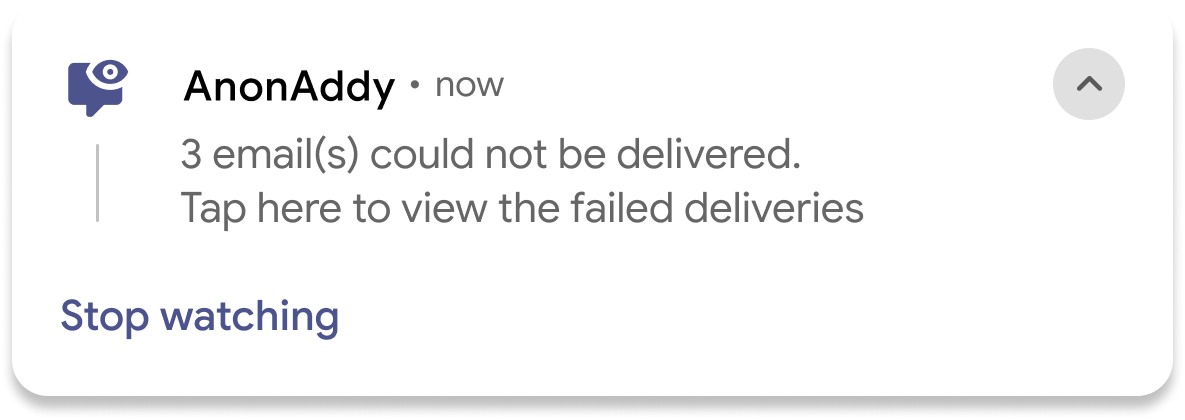 AnonAddy • now
3 email(s) could not be delivered.
Tap here to view the failed deliveries
Stop watching